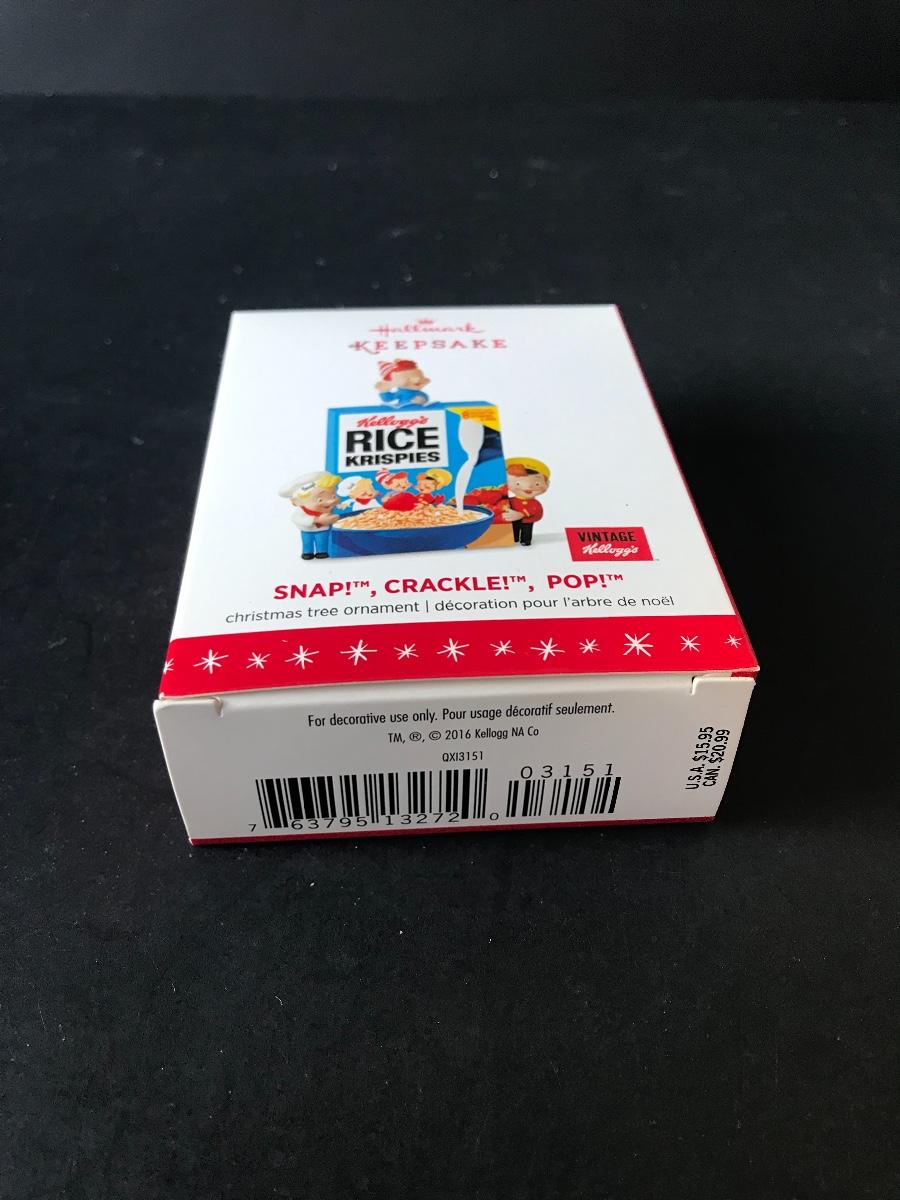 Hallmark
KEEPSAKE
Kellogg's
RICE
KRISPIES
VINTAGE
Kellogg's
SNAP!™, CRACKLE!™, POP!™
christmas tree ornament | décoration pour l'arbre de noël
For decorative use only. Pour usage décoratif seulement.
TM, ®, © 2016 Kellogg NA Co
QXI3151
03151
7 63795 13272 0
U.S.A. $15.95
CAN. $20.99